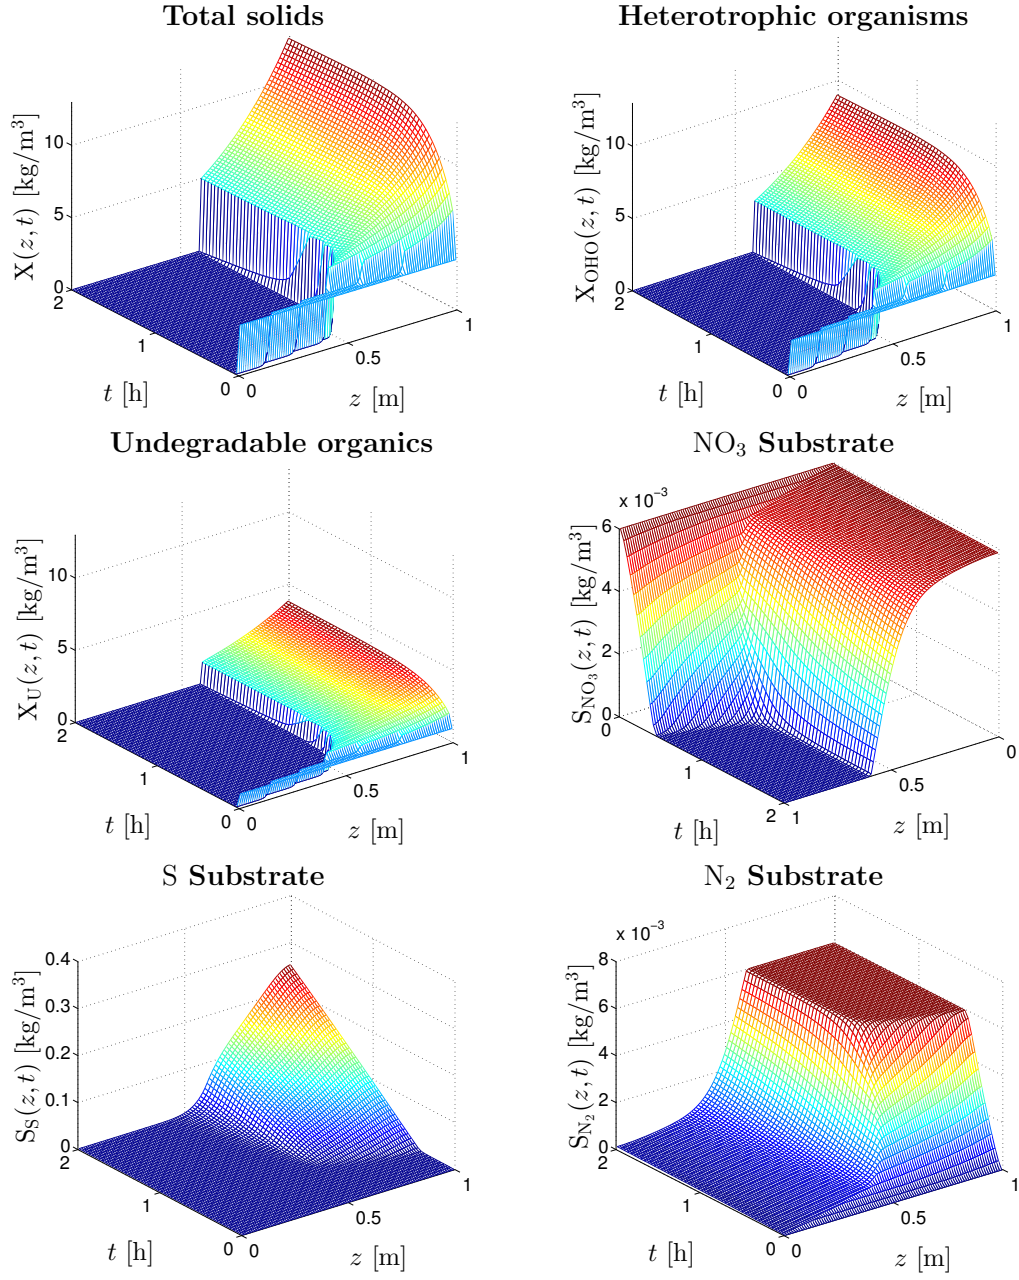 Total solids
X(z, t) [kg/m³]
10
5
0
2
1
0
t [h]
0
0.5
1
z [m]
Heterotrophic organisms
X_OHO(z, t) [kg/m³]
10
5
0
2
1
0
t [h]
0
0.5
1
z [m]
Undegradable organics
X_U(z, t) [kg/m³]
10
5
0
2
1
0
t [h]
0
0.5
1
z [m]
NO₃ Substrate
x 10⁻³
S_NO₃(z, t) [kg/m³]
6
4
2
0
0
1
2
t [h]
1
0.5
0
z [m]
S Substrate
S_S(z, t) [kg/m³]
0.4
0.3
0.2
0.1
0
2
1
0
t [h]
0
0.5
1
z [m]
N₂ Substrate
x 10⁻³
S_N₂(z, t) [kg/m³]
8
6
4
2
0
2
1
0
t [h]
0
0.5
1
z [m]